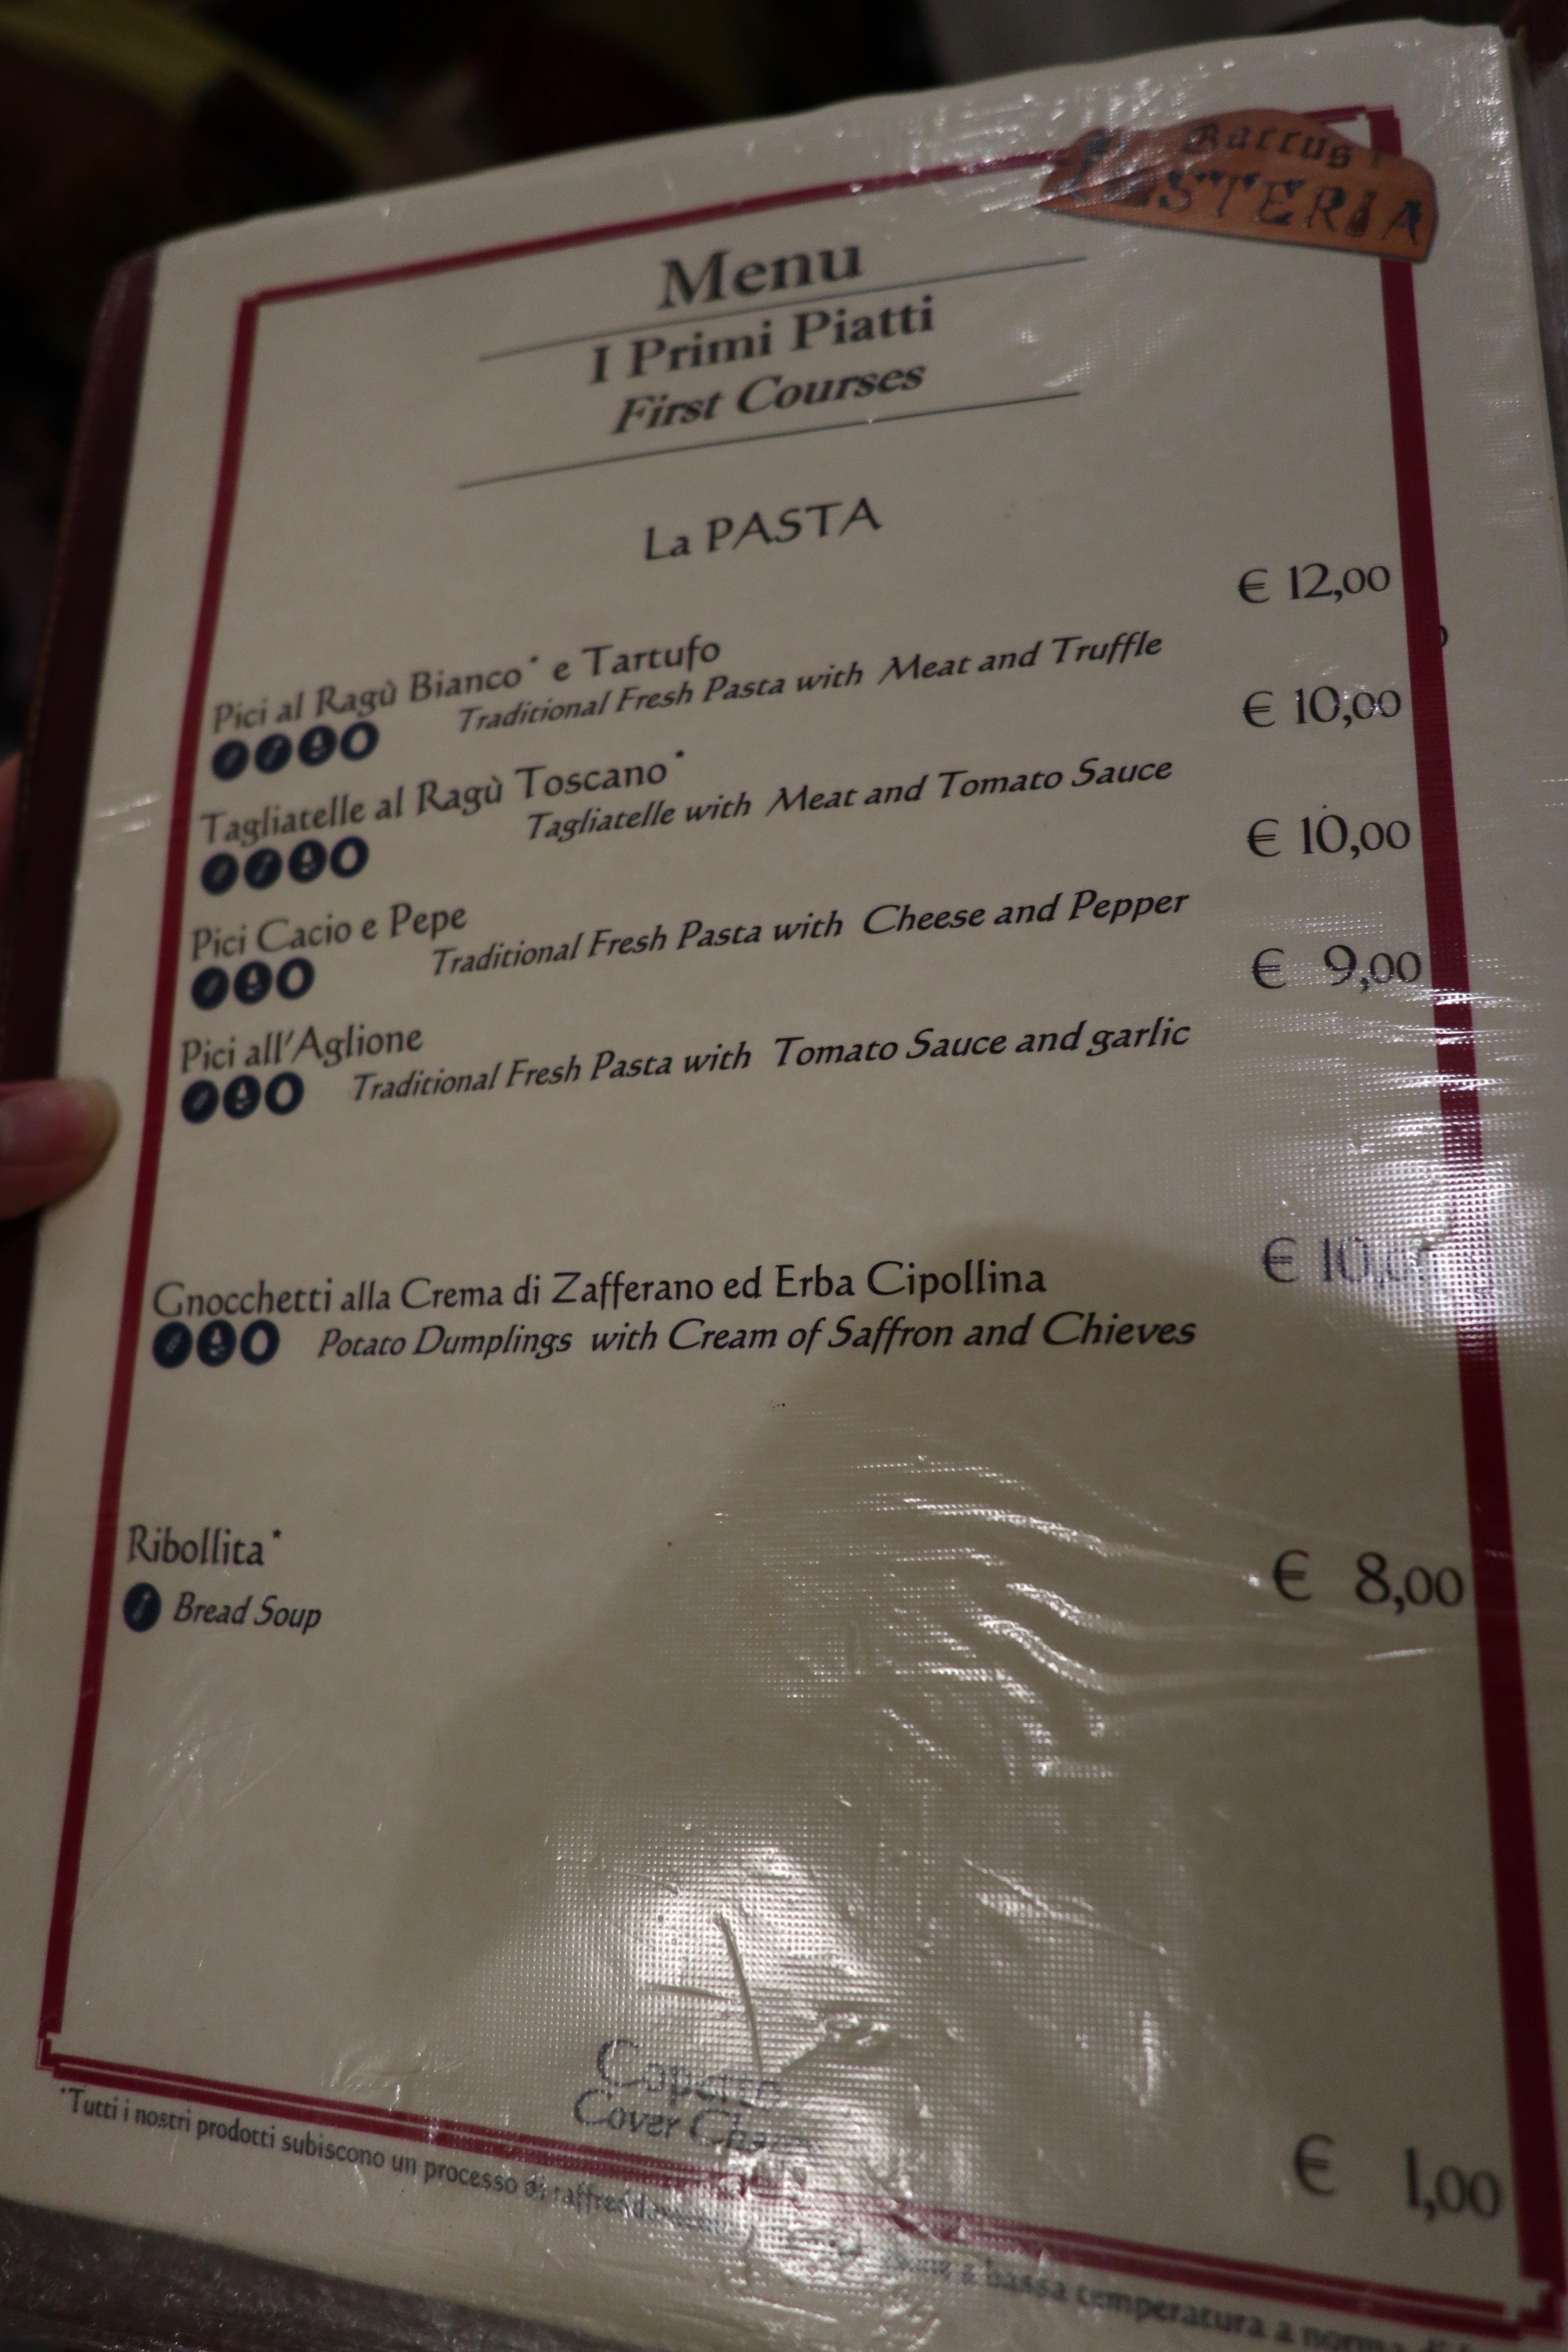 Baccus
OSTERIA
Menu
I Primi Piatti
First Courses
La PASTA
€ 12,00
Pici al Ragù Bianco* e Tartufo
Traditional Fresh Pasta with Meat and Truffle
€ 10,00
Tagliatelle al Ragù Toscano*
Tagliatelle with Meat and Tomato Sauce
€ 10,00
Pici Cacio e Pepe
Traditional Fresh Pasta with Cheese and Pepper
€ 9,00
Pici all'Aglione
Traditional Fresh Pasta with Tomato Sauce and garlic
Gnocchetti alla Crema di Zafferano ed Erba Cipollina € 10,00
Potato Dumplings with Cream of Saffron and Chieves
Ribollita* € 8,00
Bread Soup
Coperto
Cover € 1,00
*Tutti i nostri prodotti subiscono un processo di a bassa temperatura a